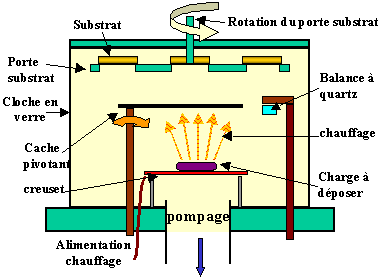 Substrat
Rotation du porte substrat
Porte
substrat
Balance à
quartz
Cloche en
verre
chauffage
Cache
pivotant
Charge à
déposer
creuset
pompage
Alimentation
chauffage